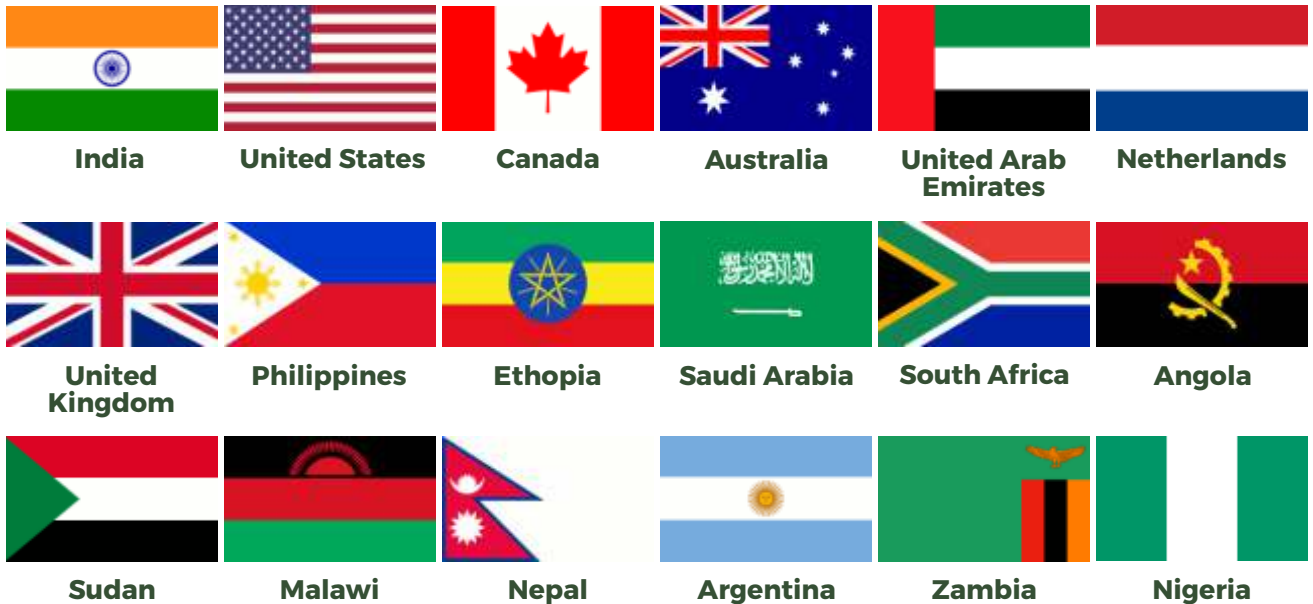 India
United States
Canada
Australia
United Arab
Emirates
Netherlands
United
Kingdom
Philippines
Ethopia
Saudi Arabia
South Africa
Angola
Sudan
Malawi
Nepal
Argentina
Zambia
Nigeria